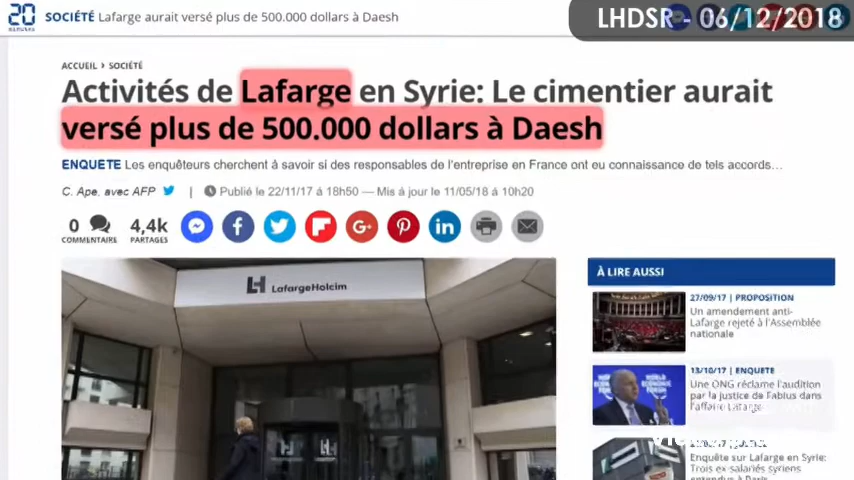 20
MINUTES
SOCIÉTÉ Lafarge aurait versé plus de 500.000 dollars à Daesh
LHDSR - 06/12/2018
ACCUEIL › SOCIÉTÉ
Activités de Lafarge en Syrie: Le cimentier aurait
versé plus de 500.000 dollars à Daesh
ENQUETE Les enquêteurs cherchent à savoir si des responsables de l'entreprise en France ont eu connaissance de tels accords...
C. Ape. avec AFP | Publié le 22/11/17 à 18h50 — Mis à jour le 11/05/18 à 10h20
0
COMMENTAIRE
4,4k
PARTAGES
LafargeHolcim
À LIRE AUSSI
27/09/17 | PROPOSITION
Un amendement anti-
Lafarge rejeté à l'Assemblée
nationale
13/10/17 | ENQUETE
Une ONG réclame l'audition
par la justice de Fabius dans
l'affaire Lafarge
Enquête sur Lafarge en Syrie:
Trois ex-salariés syriens
entendus à Paris